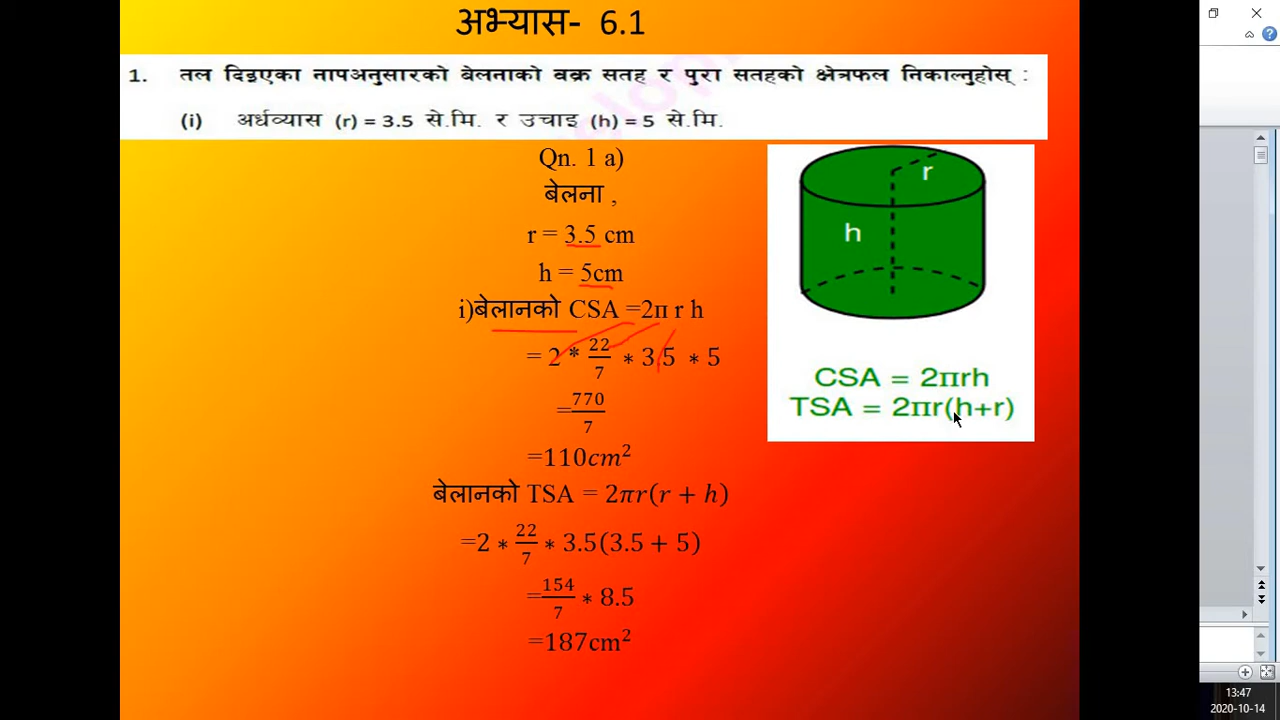 अभ्यास- 6.1
1. तल दिइएका नापअनुसारको बेलनाको वक्र सतह र पुरा सतहको क्षेत्रफल निकाल्नुहोस् :
(i) अर्धव्यास (r) = 3.5 से.मि. र उचाइ (h) = 5 से.मि.
Qn. 1 a)
बेलना ,
r = 3.5 cm
h = 5cm
i)बेलानको CSA =2π r h
= 2 * 22/7 * 3.5 * 5
=770/7
=110cm²
बेलानको TSA = 2πr(r + h)
=2 * 22/7 * 3.5(3.5 + 5)
=154/7 * 8.5
=187cm²
r
h
CSA = 2πrh
TSA = 2πr(h+r)
13:47
2020-10-14